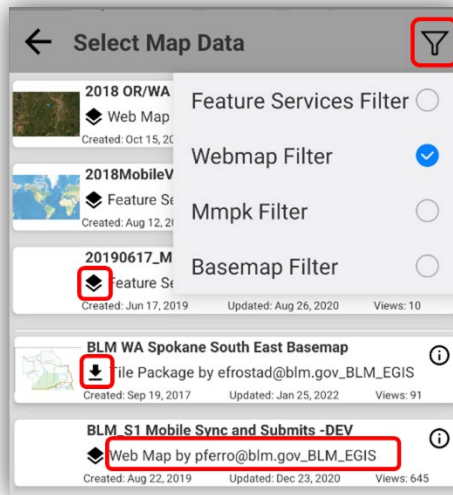 Select Map Data
2018 OR/WA
Web Map
Created: Oct 15, 20
Feature Services Filter
Webmap Filter
Mmpk Filter
Basemap Filter
2018MobileV
Feature Se
Created: Aug 12, 20
20190617_M
Feature Se
Created: Jun 17, 2019 Updated: Aug 26, 2020 Views: 10
BLM WA Spokane South East Basemap
Tile Package by efrostad@blm.gov_BLM_EGIS
Created: Sep 19, 2017 Updated: Jan 25, 2022 Views: 91
BLM_S1 Mobile Sync and Submits -DEV
Web Map by pferro@blm.gov_BLM_EGIS
Created: Aug 22, 2019 Updated: Dec 23, 2020 Views: 645